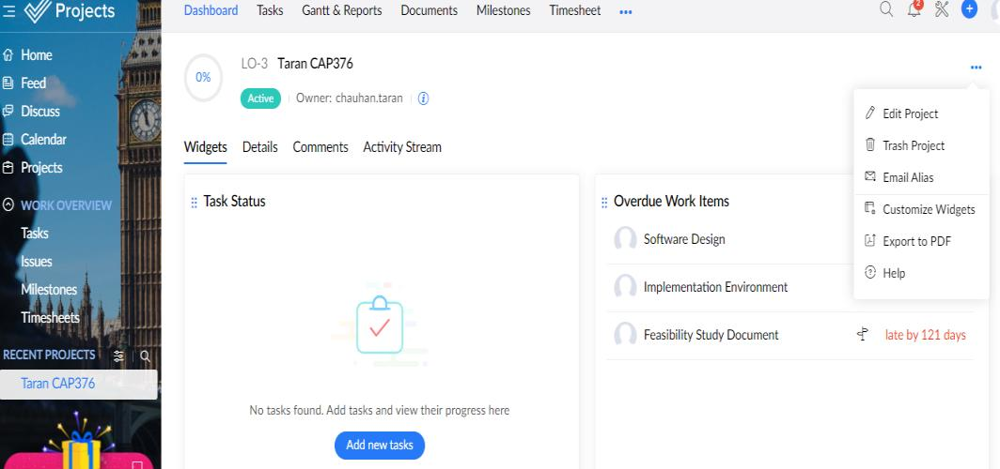 Projects
Dashboard Tasks Gantt & Reports Documents Milestones Timesheet ••• 2 +
Home
Feed
Discuss
Calendar
Projects
WORK OVERVIEW
Tasks
Issues
Milestones
Timesheets
RECENT PROJECTS
Taran CAP376
0% LO-3 Taran CAP376 •••
Active Owner: chauhan.taran i
Widgets Details Comments Activity Stream
Task Status
No tasks found. Add tasks and view their progress here
Add new tasks
Overdue Work Items
Software Design
Implementation Environment
Feasibility Study Document late by 121 days
Edit Project
Trash Project
Email Alias
Customize Widgets
Export to PDF
Help